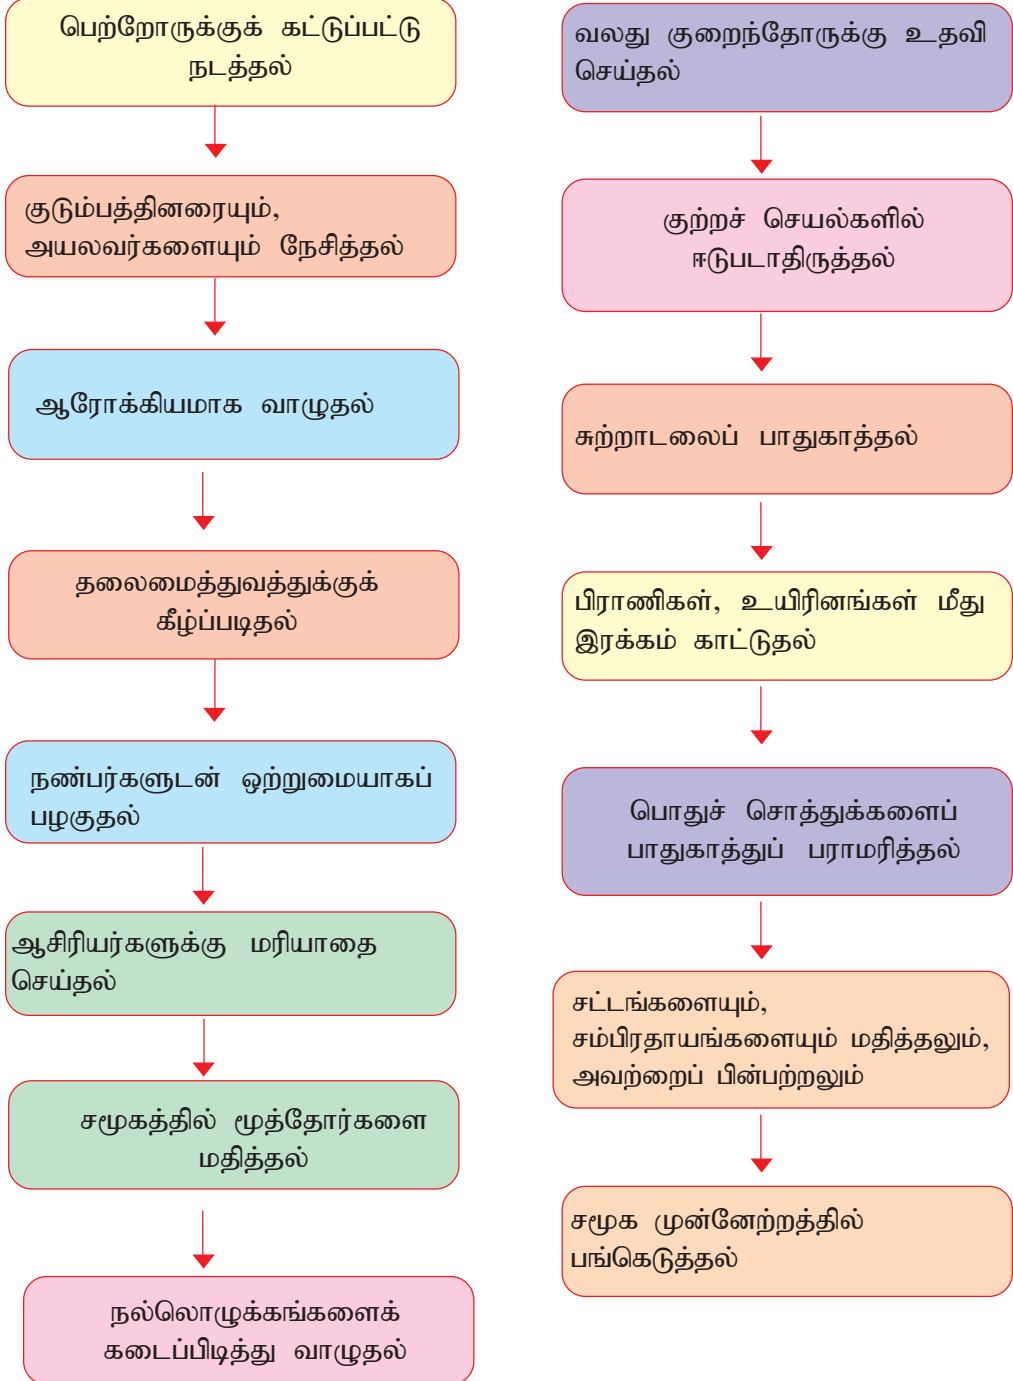 பெற்றோருக்குக் கட்டுப்பட்டு
நடத்தல்
குடும்பத்தினரையும்,
அயலவர்களையும் நேசித்தல்
ஆரோக்கியமாக வாழுதல்
தலைமைத்துவத்துக்குக்
கீழ்ப்படிதல்
நண்பர்களுடன் ஒற்றுமையாகப்
பழகுதல்
ஆசிரியர்களுக்கு மரியாதை
செய்தல்
சமூகத்தில் மூத்தோர்களை
மதித்தல்
நல்லொழுக்கங்களைக்
கடைப்பிடித்து வாழுதல்
வலது குறைந்தோருக்கு உதவி
செய்தல்
குற்றச் செயல்களில்
ஈடுபடாதிருத்தல்
சுற்றாடலைப் பாதுகாத்தல்
பிராணிகள், உயிரினங்கள் மீது
இரக்கம் காட்டுதல்
பொதுச் சொத்துக்களைப்
பாதுகாத்துப் பராமரித்தல்
சட்டங்களையும்,
சம்பிரதாயங்களையும் மதித்தலும்,
அவற்றைப் பின்பற்றலும்
சமூக முன்னேற்றத்தில்
பங்கெடுத்தல்